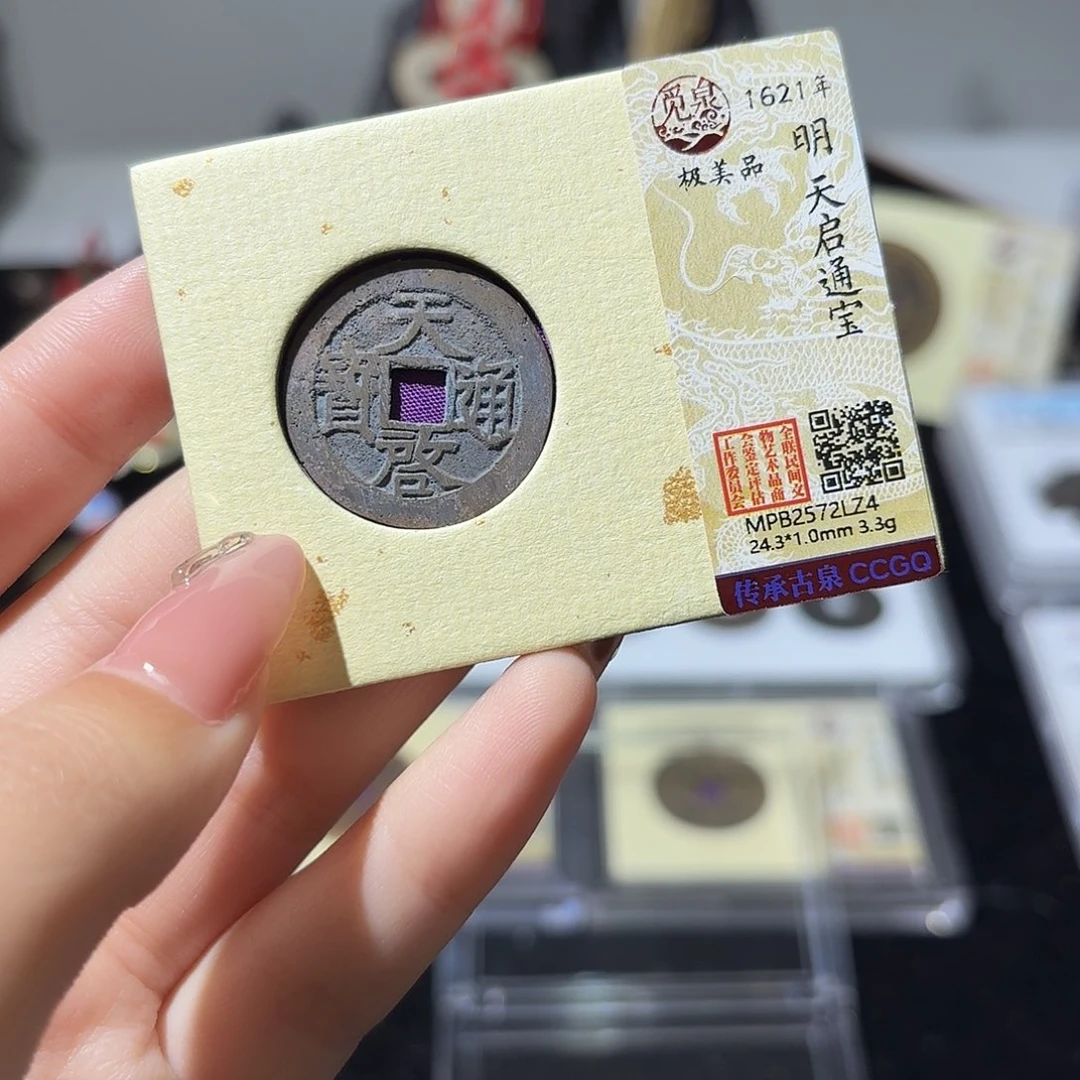 天啓通寶
覓泉
1621年
极美品
明 天启通宝
全联民间文
物艺术品商
会鉴定评估
工作委员会
MPB2572LZ4
24.3*1.0mm 3.3g
传承古泉 CCGQ